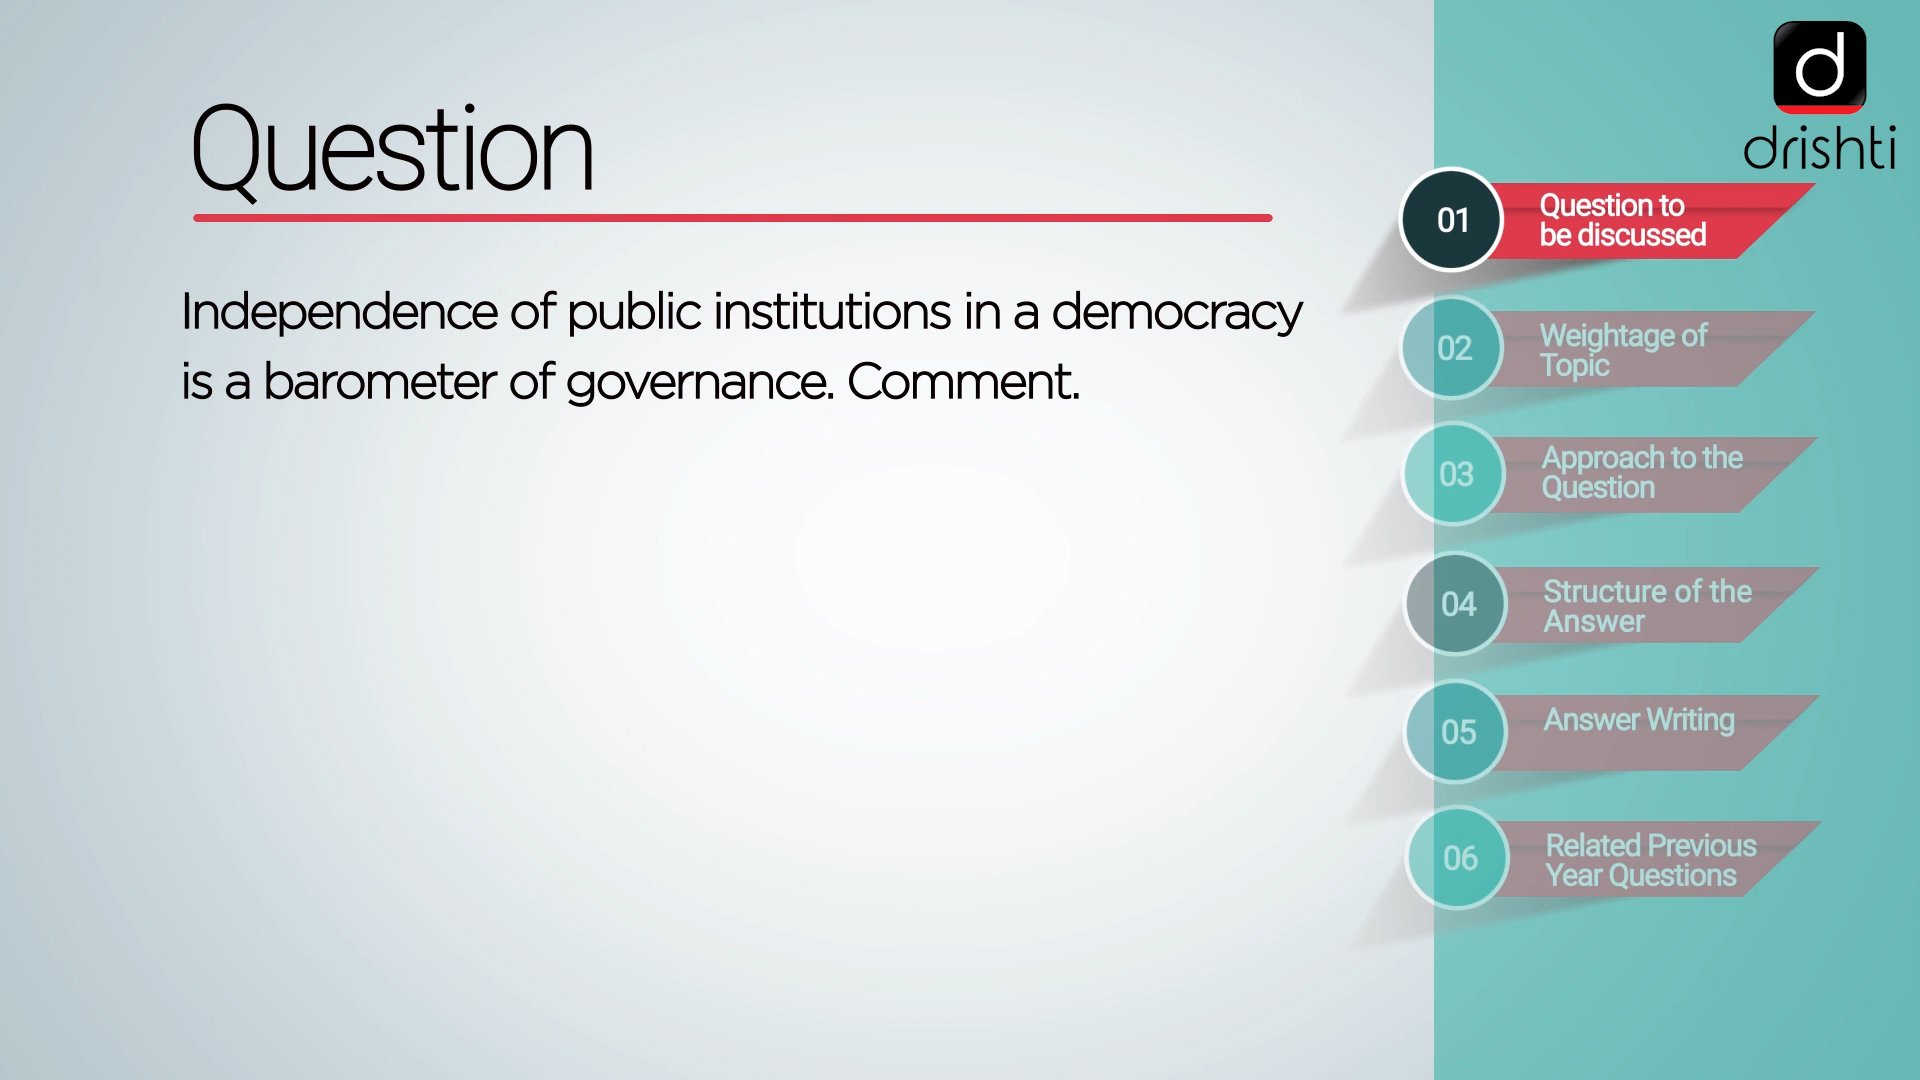 Question
Independence of public institutions in a democracy
is a barometer of governance. Comment.
d
drishti
01
Question to
be discussed
02
Weightage of
Topic
03
Approach to the
Question
04
Structure of the
Answer
05
Answer Writing
06
Related Previous
Year Questions